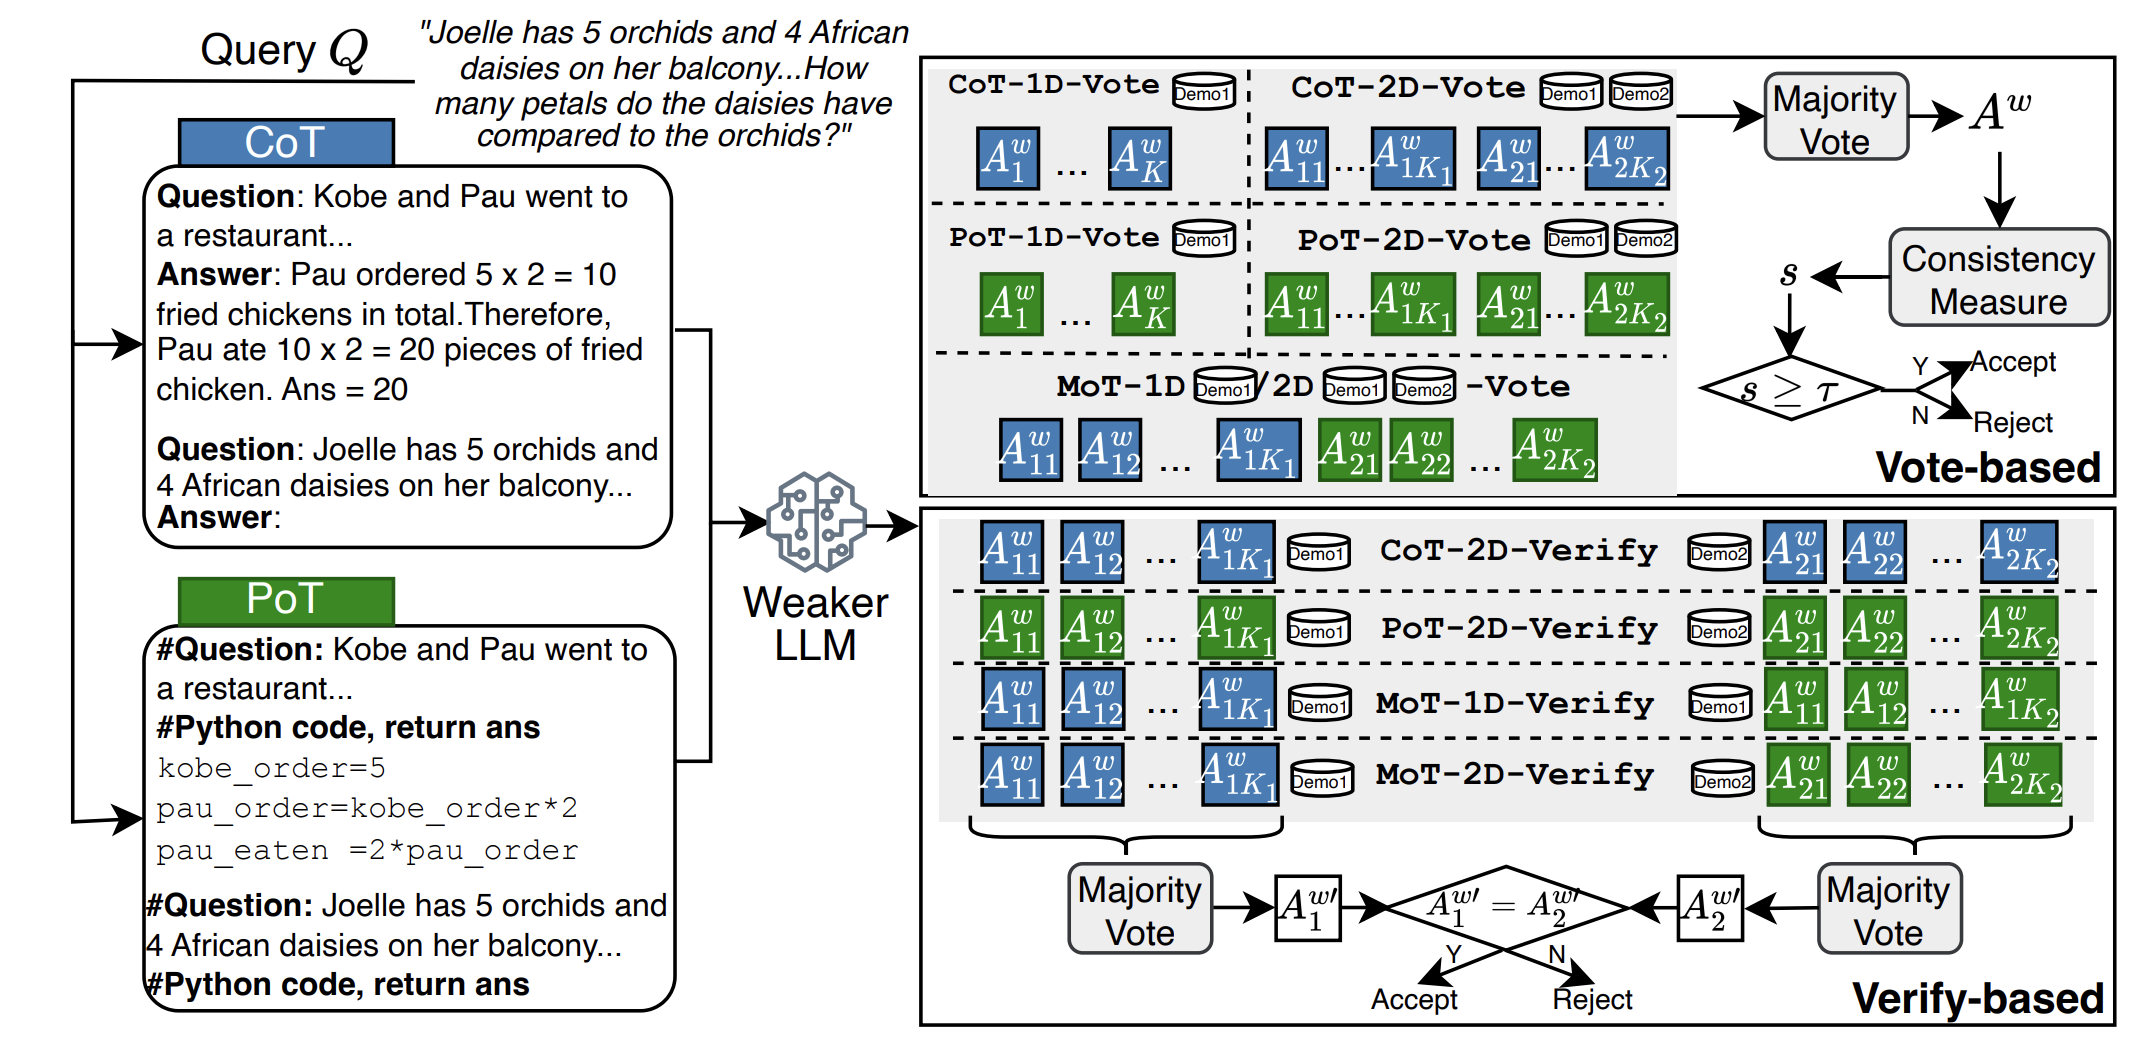 Query Q
"Joelle has 5 orchids and 4 African
daisies on her balcony...How
many petals do the daisies have
compared to the orchids?"
CoT
Question: Kobe and Pau went to
a restaurant...
Answer: Pau ordered 5 x 2 = 10
fried chickens in total.Therefore,
Pau ate 10 x 2 = 20 pieces of fried
chicken. Ans = 20
Question: Joelle has 5 orchids and
4 African daisies on her balcony...
Answer:
PoT
#Question: Kobe and Pau went to
a restaurant...
#Python code, return ans
kobe_order=5
pau_order=kobe_order*2
pau_eaten =2*pau_order
#Question: Joelle has 5 orchids and
4 African daisies on her balcony...
#Python code, return ans
Weaker
LLM
CoT-1D-Vote Demo1
A_1^w ... A_K^w
CoT-2D-Vote Demo1 Demo2
A_{11}^w ... A_{1K_1}^w A_{21}^w ... A_{2K_2}^w
PoT-1D-Vote Demo1
A_1^w ... A_K^w
PoT-2D-Vote Demo1 Demo2
A_{11}^w ... A_{1K_1}^w A_{21}^w ... A_{2K_2}^w
MoT-1D Demo1 /2D Demo1 Demo2 -Vote
A_{11}^w A_{12}^w ... A_{1K_1}^w A_{21}^w A_{22}^w ... A_{2K_2}^w
Majority
Vote
A^w
Consistency
Measure
s
s ≥ τ
Y
Accept
N
Reject
Vote-based
A_{11}^w A_{12}^w ... A_{1K_1}^w Demo1 CoT-2D-Verify Demo2 A_{21}^w A_{22}^w ... A_{2K_2}^w
A_{11}^w A_{12}^w ... A_{1K_1}^w Demo1 PoT-2D-Verify Demo2 A_{21}^w A_{22}^w ... A_{2K_2}^w
A_{11}^w A_{12}^w ... A_{1K_1}^w Demo1 MoT-1D-Verify Demo1 A_{11}^w A_{12}^w ... A_{1K_2}^w
A_{11}^w A_{12}^w ... A_{1K_1}^w Demo1 MoT-2D-Verify Demo2 A_{21}^w A_{22}^w ... A_{2K_2}^w
Majority
Vote
A_1^{w'}
A_1^{w'} = A_2^{w'}
A_2^{w'}
Majority
Vote
Y
N
Accept
Reject
Verify-based